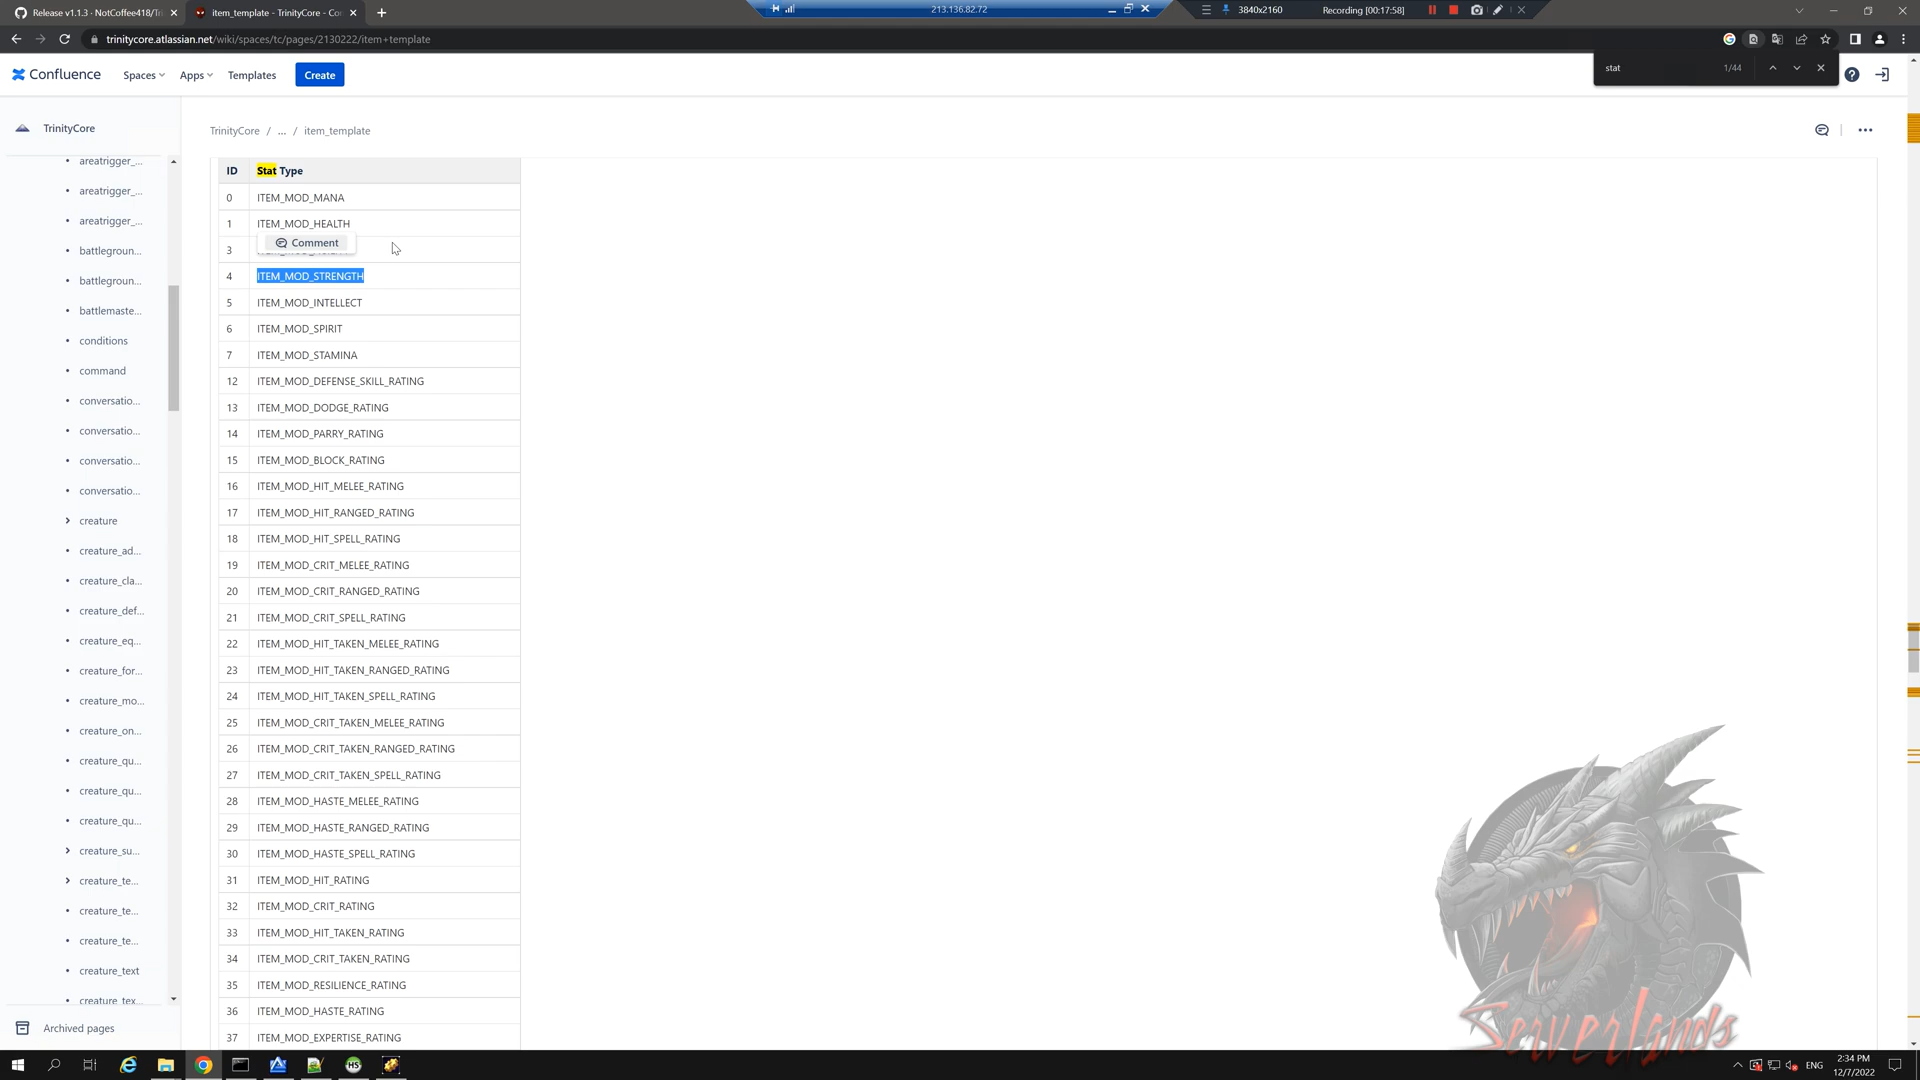 Release v1.1.3 - NotCoffee418/Tri
item_template - TrinityCore - Con
213.136.82.72
3840x2160
Recording [00:17:58]
trinitycore.atlassian.net/wiki/spaces/tc/pages/2130222/item+template
Confluence
Spaces
Apps
Templates
Create
stat
1/44
TrinityCore
TrinityCore / ... / item_template
areatrigger_...
areatrigger_...
areatrigger_...
battlegroun...
battlegroun...
battlemaste...
conditions
command
conversatio...
conversatio...
conversatio...
conversatio...
creature
creature_ad...
creature_cla...
creature_def...
creature_eq...
creature_for...
creature_mo...
creature_on...
creature_qu...
creature_qu...
creature_qu...
creature_su...
creature_te...
creature_te...
creature_te...
creature_text
creature_tex...
Archived pages
ID Stat Type
0 ITEM_MOD_MANA
1 ITEM_MOD_HEALTH
Comment
3
4 ITEM_MOD_STRENGTH
5 ITEM_MOD_INTELLECT
6 ITEM_MOD_SPIRIT
7 ITEM_MOD_STAMINA
12 ITEM_MOD_DEFENSE_SKILL_RATING
13 ITEM_MOD_DODGE_RATING
14 ITEM_MOD_PARRY_RATING
15 ITEM_MOD_BLOCK_RATING
16 ITEM_MOD_HIT_MELEE_RATING
17 ITEM_MOD_HIT_RANGED_RATING
18 ITEM_MOD_HIT_SPELL_RATING
19 ITEM_MOD_CRIT_MELEE_RATING
20 ITEM_MOD_CRIT_RANGED_RATING
21 ITEM_MOD_CRIT_SPELL_RATING
22 ITEM_MOD_HIT_TAKEN_MELEE_RATING
23 ITEM_MOD_HIT_TAKEN_RANGED_RATING
24 ITEM_MOD_HIT_TAKEN_SPELL_RATING
25 ITEM_MOD_CRIT_TAKEN_MELEE_RATING
26 ITEM_MOD_CRIT_TAKEN_RANGED_RATING
27 ITEM_MOD_CRIT_TAKEN_SPELL_RATING
28 ITEM_MOD_HASTE_MELEE_RATING
29 ITEM_MOD_HASTE_RANGED_RATING
30 ITEM_MOD_HASTE_SPELL_RATING
31 ITEM_MOD_HIT_RATING
32 ITEM_MOD_CRIT_RATING
33 ITEM_MOD_HIT_TAKEN_RATING
34 ITEM_MOD_CRIT_TAKEN_RATING
35 ITEM_MOD_RESILIENCE_RATING
36 ITEM_MOD_HASTE_RATING
37 ITEM_MOD_EXPERTISE_RATING
Serverlands
HS
ENG
2:34 PM
12/7/2022